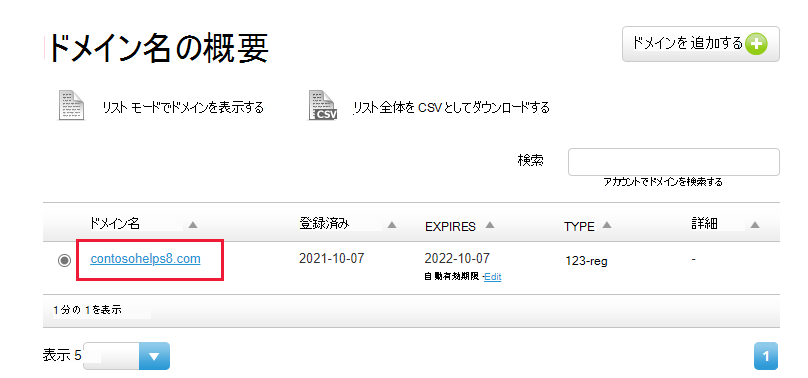 ドメイン名の概要
ドメインを追加する
リスト モードでドメインを表示する
CSV
リスト全体を CSV としてダウンロードする
検索
アカウントでドメインを検索する
ドメイン名 登録済み EXPIRES TYPE 詳細
contosohelps8.com 2021-10-07 2022-10-07 123-reg -
自動有効期限 -Edit
1分の 1を表示
表示 5
1